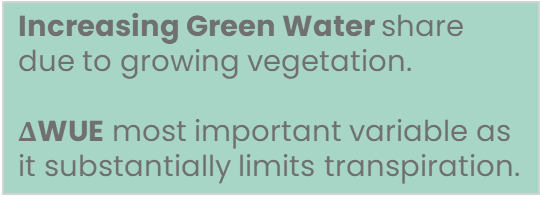 Increasing Green Water share
due to growing vegetation.
ΔWUE most important variable as
it substantially limits transpiration.